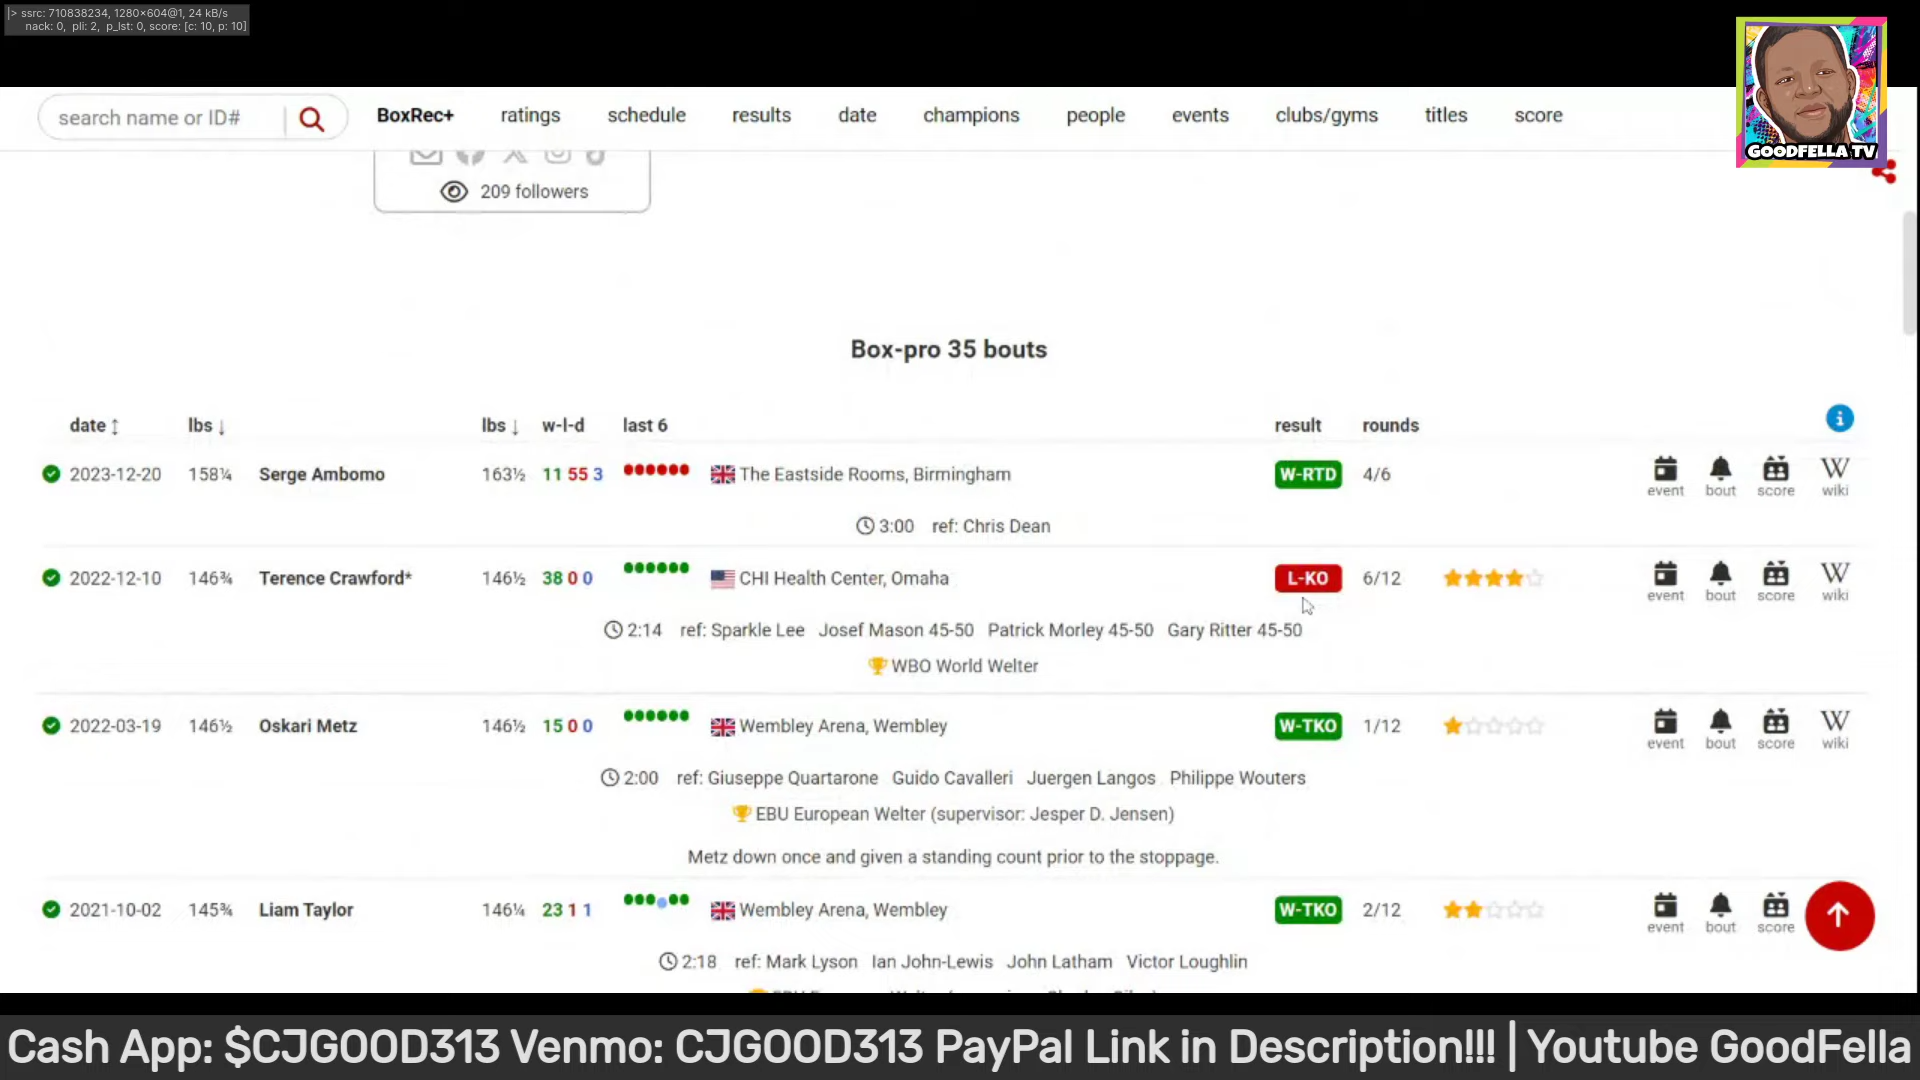 |> ssrc: 710838234, 1280×604@1, 24 kB/s
nack: 0, pli: 2, p_lst: 0, score: [c: 10, p: 10]
GOODFELLA TV
search name or ID# BoxRec+ ratings schedule results date champions people events clubs/gyms titles score
209 followers
Box-pro 35 bouts
date lbs lbs w-l-d last 6 result rounds
2023-12-20 158¼ Serge Ambomo 163½ 11 55 3 The Eastside Rooms, Birmingham W-RTD 4/6 event bout score wiki
3:00 ref: Chris Dean
2022-12-10 146¾ Terence Crawford* 146½ 38 0 0 CHI Health Center, Omaha L-KO 6/12 event bout score wiki
2:14 ref: Sparkle Lee Josef Mason 45-50 Patrick Morley 45-50 Gary Ritter 45-50
WBO World Welter
2022-03-19 146½ Oskari Metz 146½ 15 0 0 Wembley Arena, Wembley W-TKO 1/12 event bout score wiki
2:00 ref: Giuseppe Quartarone Guido Cavalleri Juergen Langos Philippe Wouters
EBU European Welter (supervisor: Jesper D. Jensen)
Metz down once and given a standing count prior to the stoppage.
2021-10-02 145¾ Liam Taylor 146¼ 23 1 1 Wembley Arena, Wembley W-TKO 2/12 event bout score
2:18 ref: Mark Lyson Ian John-Lewis John Latham Victor Loughlin
Cash App: $CJGOOD313 Venmo: CJGOOD313 PayPal Link in Description!!! | Youtube GoodFella